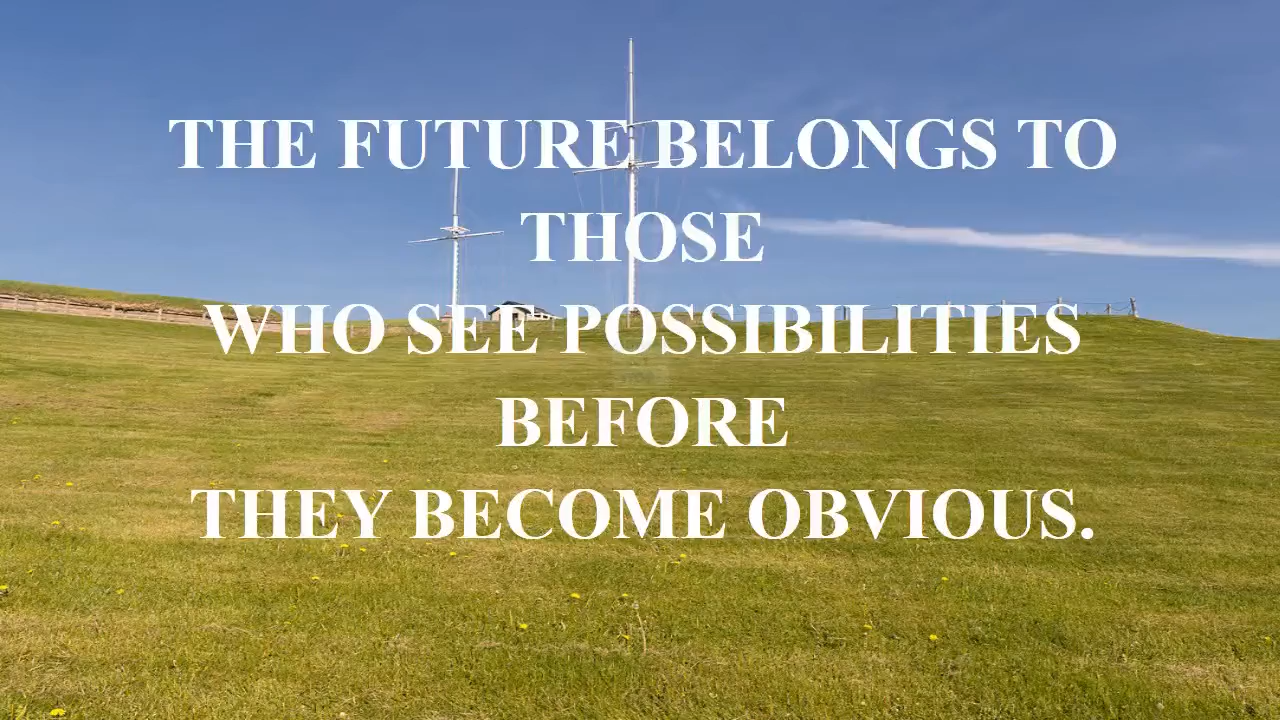 THE FUTURE BELONGS TO
THOSE
WHO SEE POSSIBILITIES
BEFORE
THEY BECOME OBVIOUS.